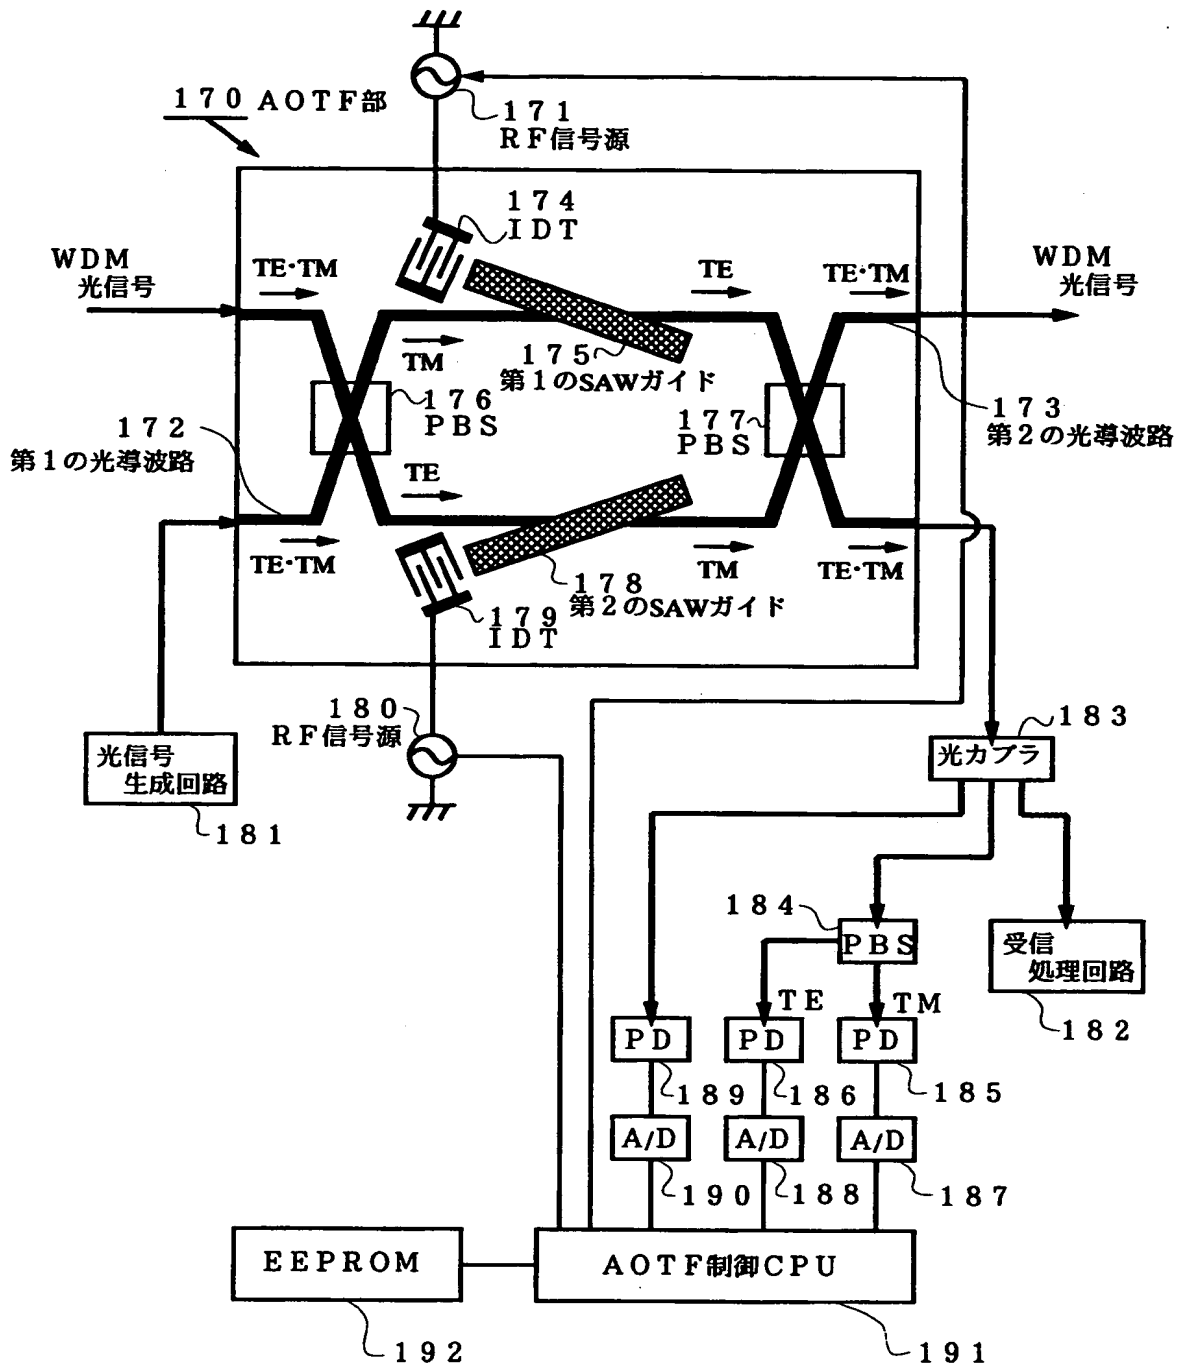 １７０ ＡＯＴＦ部
１７１
ＲＦ信号源
１７４
ＩＤＴ
ＷＤＭ
光信号
TE・TM
TE
TE・TM
ＷＤＭ
光信号
TM
１７５
第１のSAWガイド
１７６
ＰＢＳ
１７７
ＰＢＳ
１７３
第２の光導波路
１７２
第１の光導波路
TE
TE・TM
１７８
第２のSAWガイド
TM
TE・TM
１７９
ＩＤＴ
１８０
ＲＦ信号源
光信号
生成回路
１８１
１８３
光カプラ
１８４
ＰＢＳ
受信
処理回路
１８２
ＴＥ
ＴＭ
ＰＤ
ＰＤ
ＰＤ
１８９
１８６
１８５
Ａ/Ｄ
Ａ/Ｄ
Ａ/Ｄ
１９０
１８８
１８７
ＥＥＰＲＯＭ
ＡＯＴＦ制御ＣＰＵ
１９２
１９１